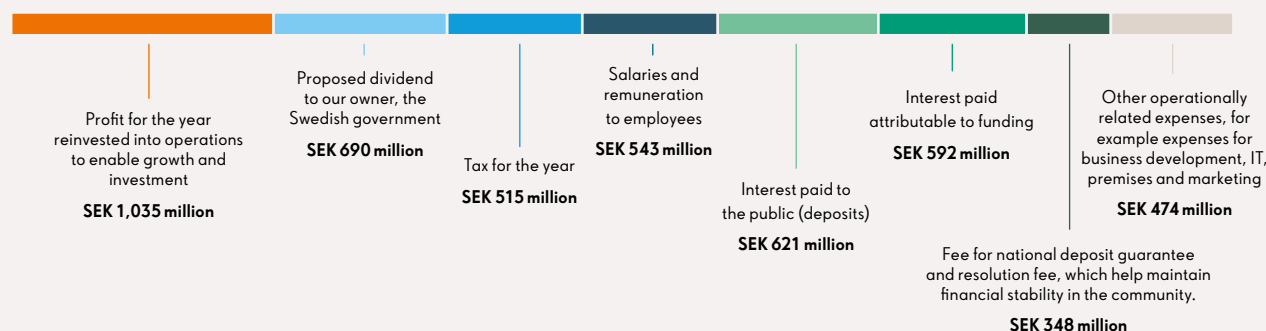 Profit for the year
reinvested into operations
to enable growth and
investment
SEK 1,035 million
Proposed dividend
to our owner, the
Swedish government
SEK 690 million
Tax for the year
SEK 515 million
Salaries and
remuneration
to employees
SEK 543 million
Interest paid to
the public (deposits)
SEK 621 million
Interest paid
attributable to funding
SEK 592 million
Fee for national deposit guarantee
and resolution fee, which help maintain
financial stability in the community.
SEK 348 million
Other operationally
related expenses, for
example expenses for
business development, IT,
premises and marketing
SEK 474 million